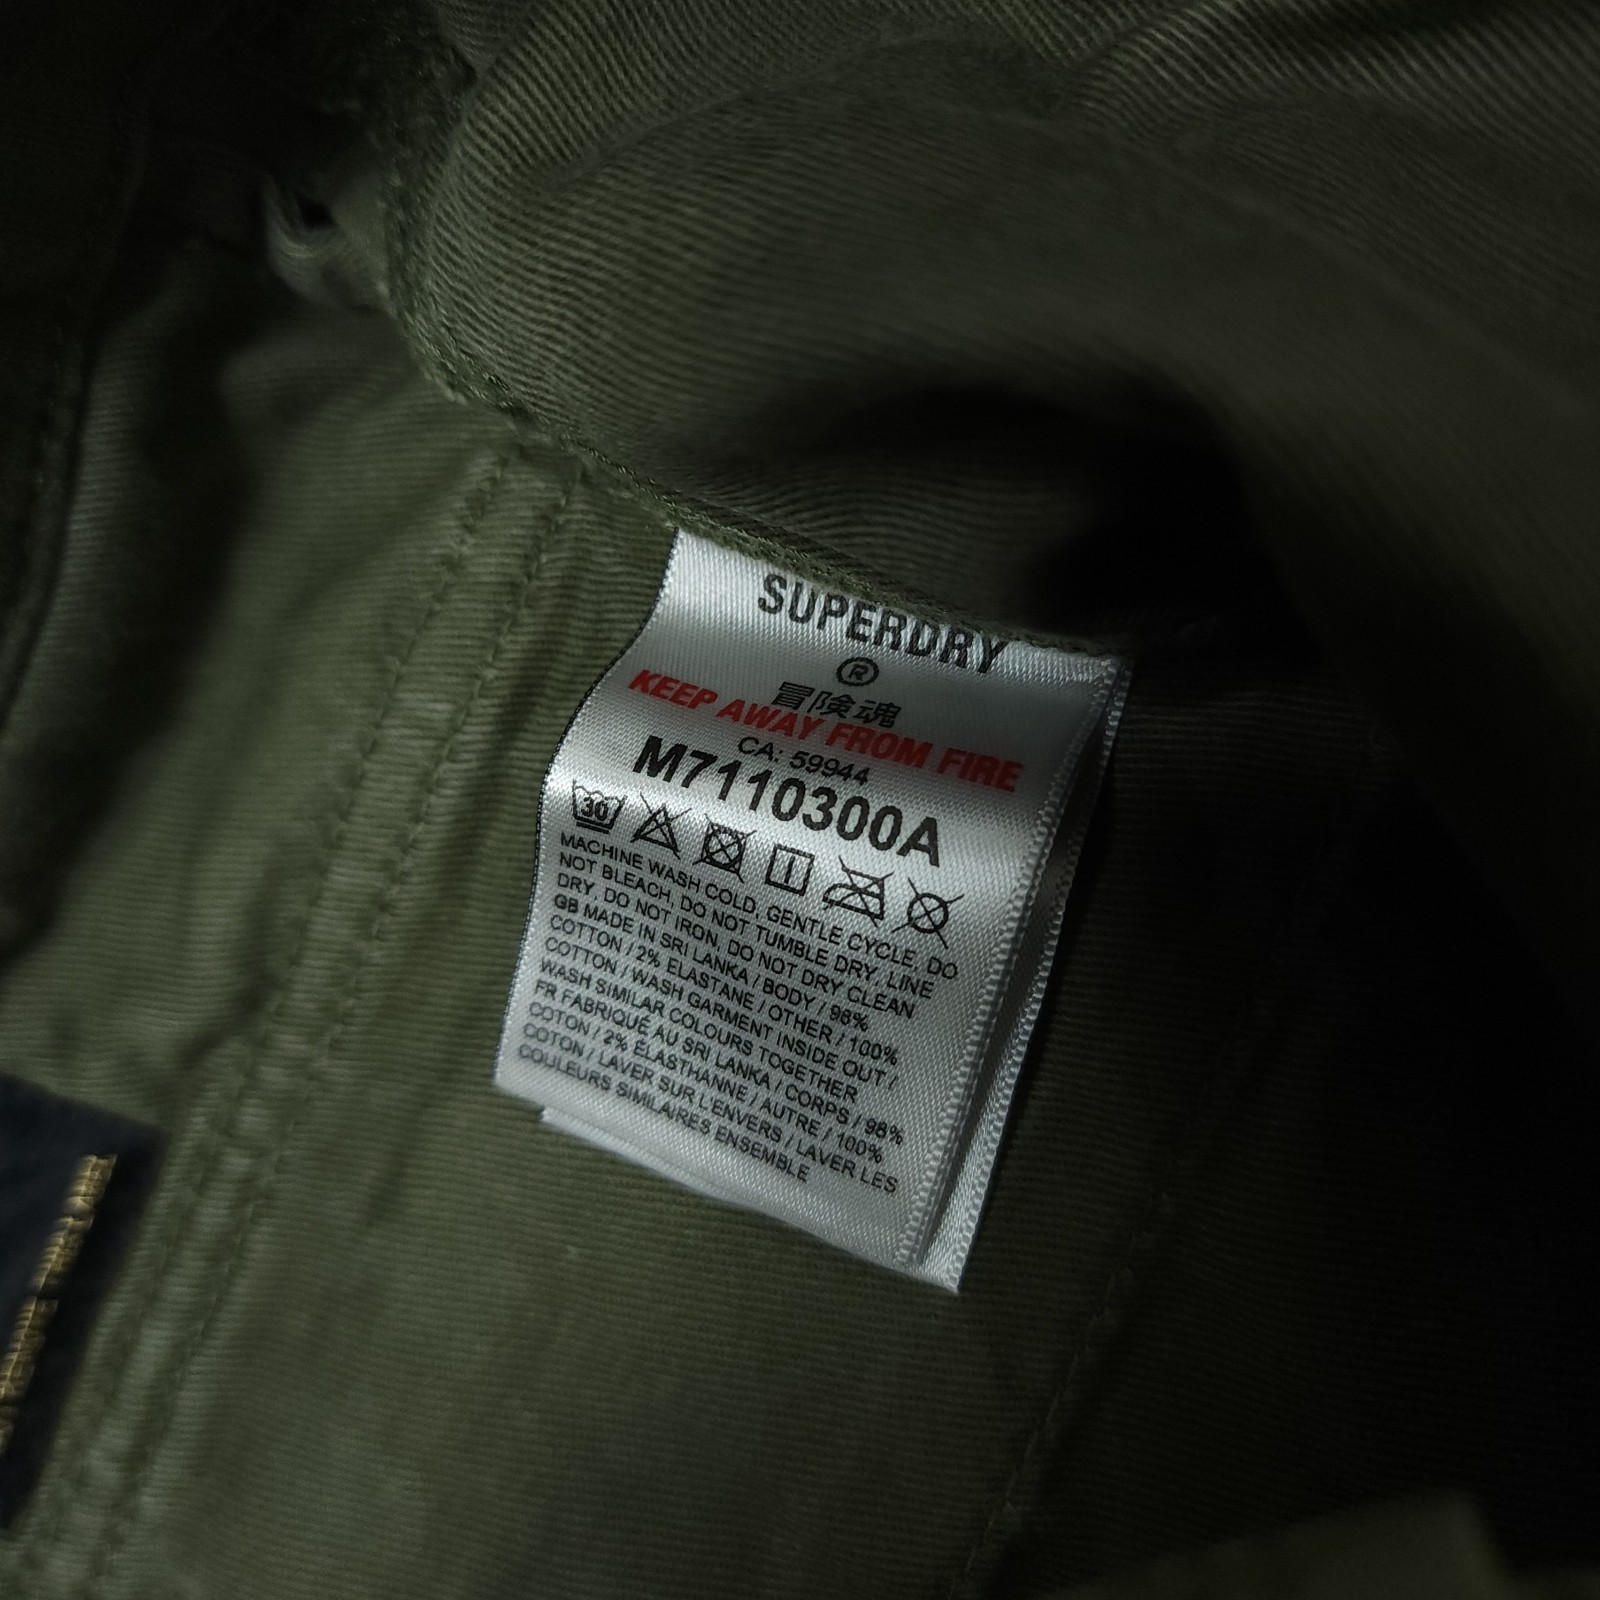 SUPERDRY
®
冒険魂
KEEP AWAY FROM FIRE
CA: 59944
M7110300A
30
MACHINE WASH COLD, GENTLE CYCLE, DO
NOT BLEACH, DO NOT TUMBLE DRY, LINE
DRY, DO NOT IRON, DO NOT DRY CLEAN
GB MADE IN SRI LANKA / BODY / 98%
COTTON / 2% ELASTANE / OTHER / 100%
COTTON / WASH GARMENT INSIDE OUT /
WASH SIMILAR COLOURS TOGETHER
FR FABRIQUÉ AU SRI LANKA / CORPS / 98%
COTON / 2% ÉLASTHANNE / AUTRE / 100%
COTON / LAVER SUR L'ENVERS / LAVER LES
COULEURS SIMILAIRES ENSEMBLE